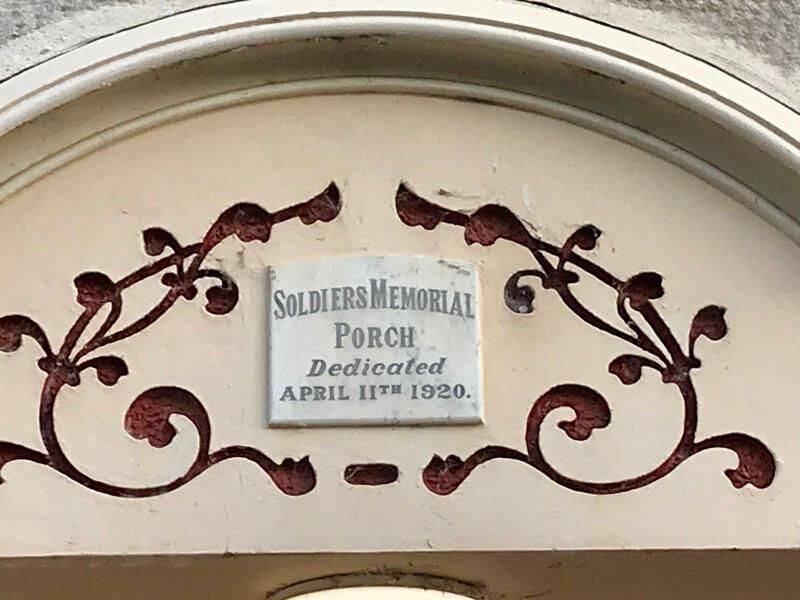 SOLDIERS MEMORIAL
PORCH
Dedicated
APRIL 11TH 1920.